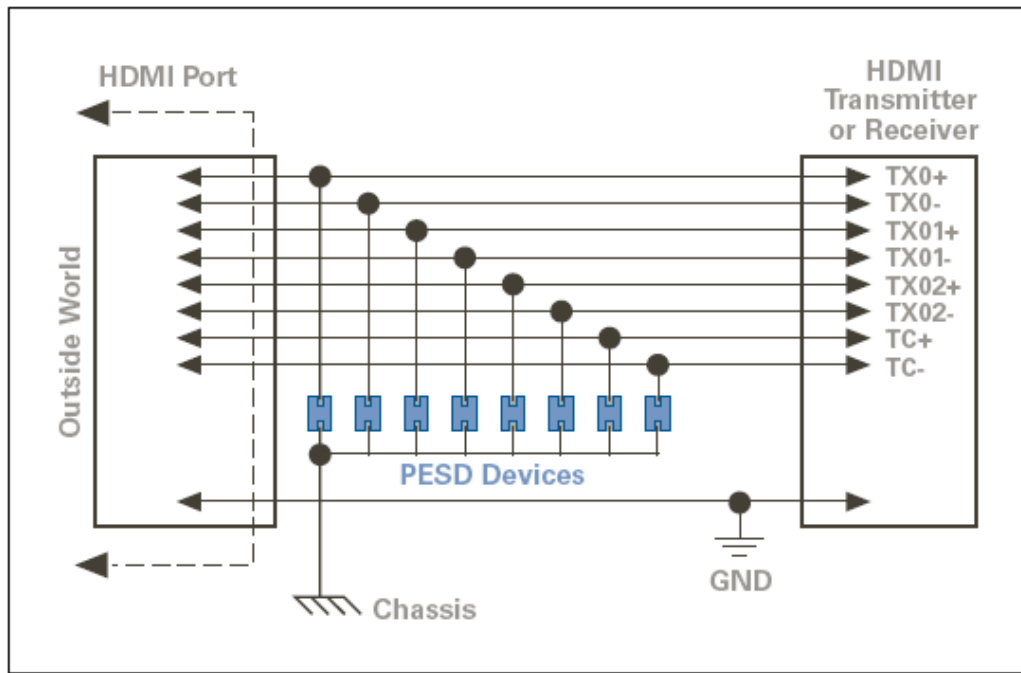 HDMI Port
HDMI
Transmitter
or Receiver
Outside World
TX0+
TX0-
TX01+
TX01-
TX02+
TX02-
TC+
TC-
PESD Devices
GND
Chassis